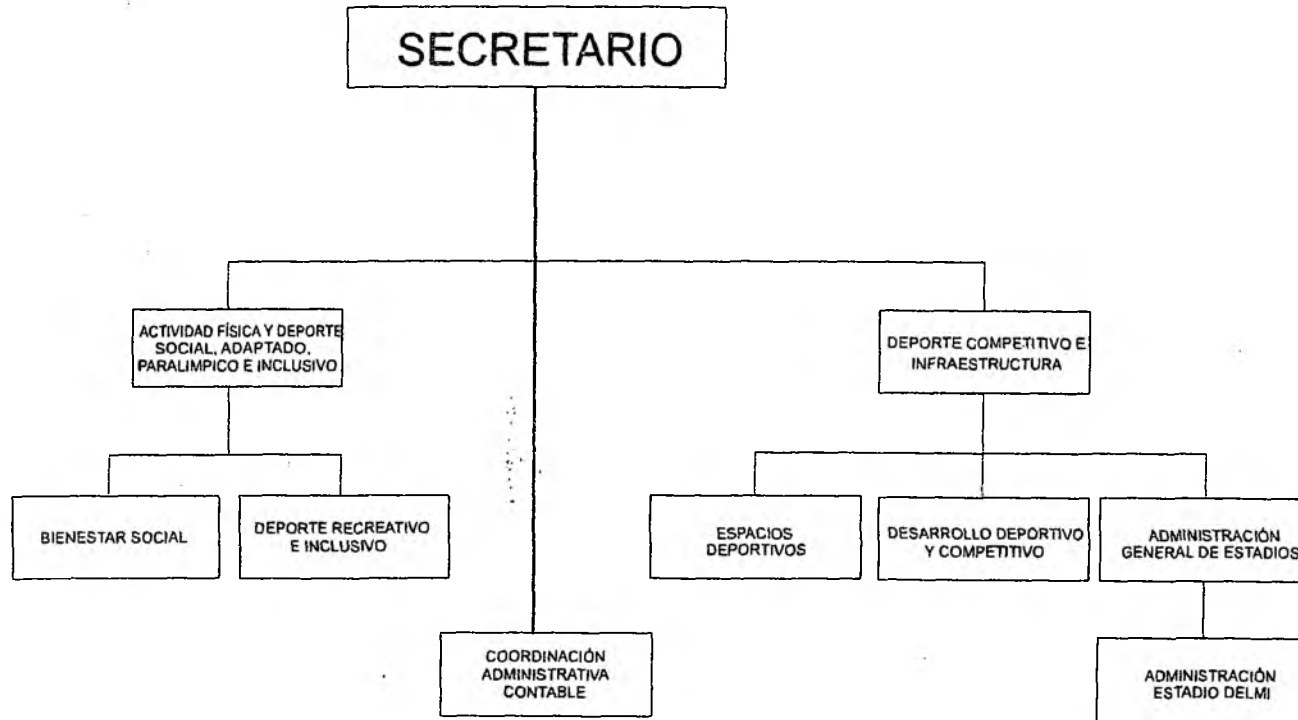 SECRETARIO
ACTIVIDAD FÍSICA Y DEPORTE
SOCIAL, ADAPTADO,
PARALIMPICO E INCLUSIVO
DEPORTE COMPETITIVO E
INFRAESTRUCTURA
BIENESTAR SOCIAL
DEPORTE RECREATIVO
E INCLUSIVO
ESPACIOS
DEPORTIVOS
DESARROLLO DEPORTIVO
Y COMPETITIVO
ADMINISTRACIÓN
GENERAL DE ESTADIOS
COORDINACIÓN
ADMINISTRATIVA
CONTABLE
ADMINISTRACIÓN
ESTADIO DELMI